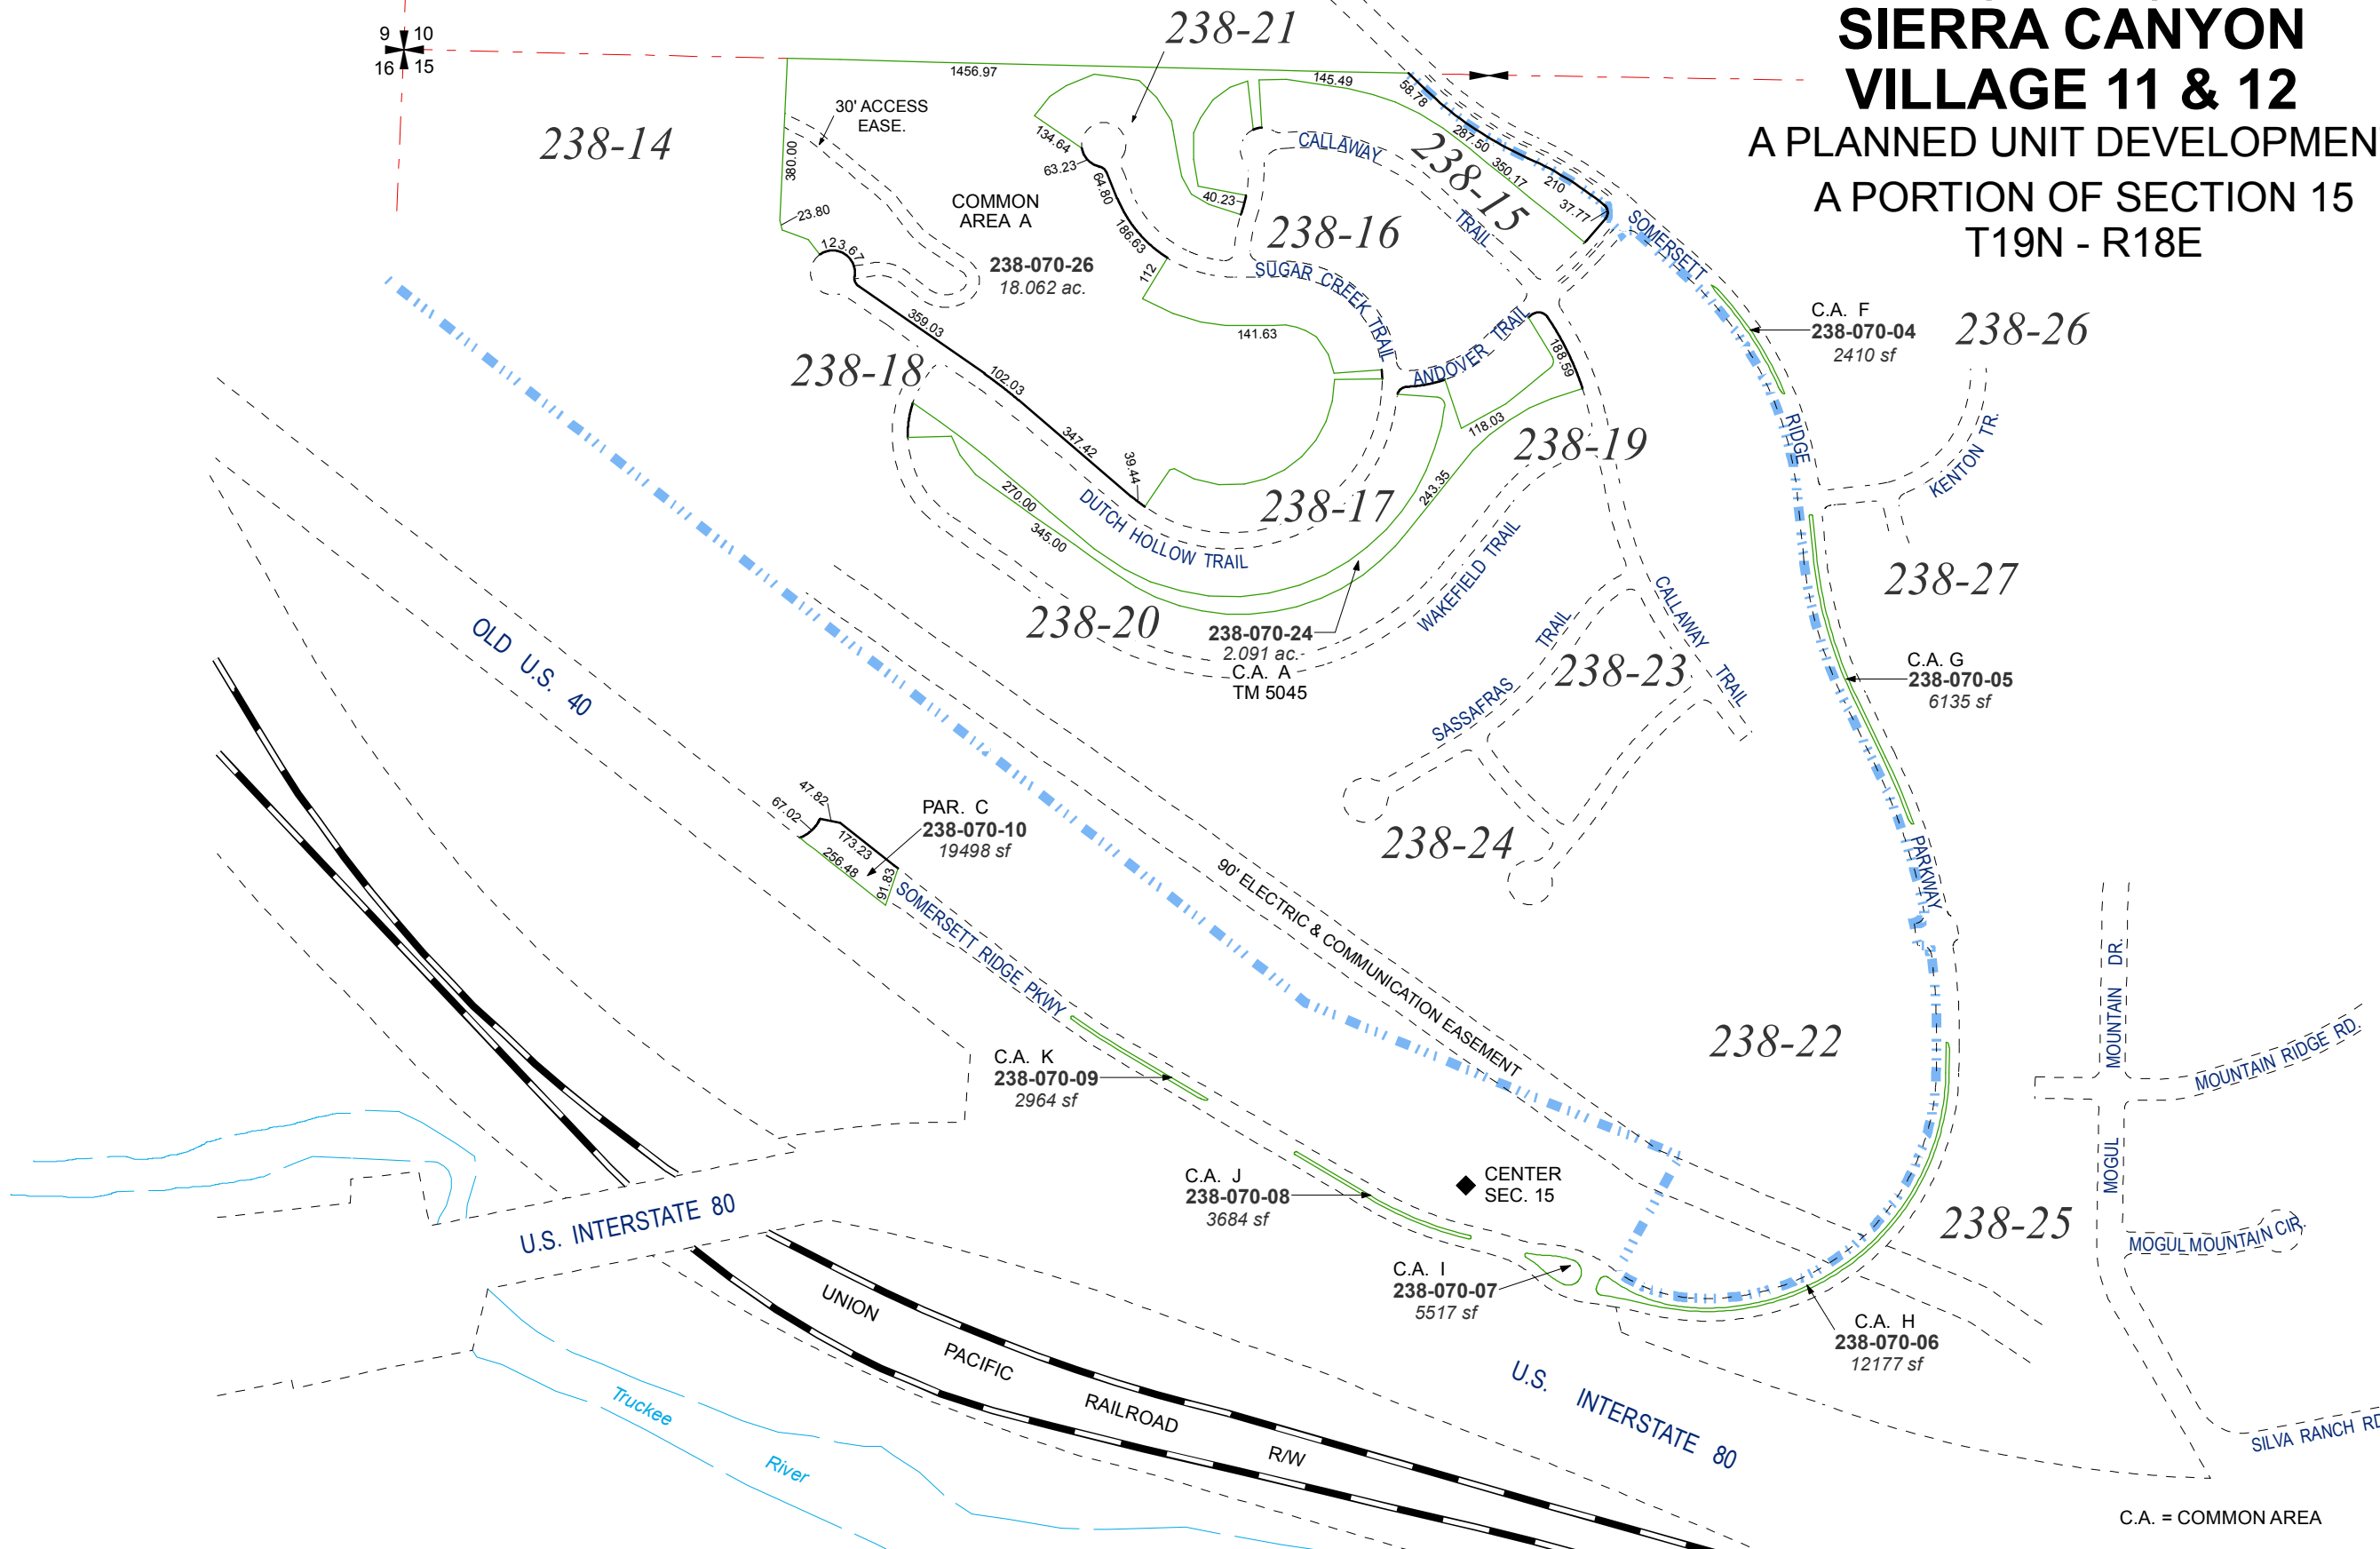 SIERRA CANYON
VILLAGE 11 & 12
A PLANNED UNIT DEVELOPMEN
A PORTION OF SECTION 15
T19N - R18E
9 10
16 15
238-21
1456.97
145.49
58.78
30' ACCESS
EASE.
238-14
134.64
63.23
64.80
186.63
112
380.00
23.80
123.67
COMMON
AREA A
238-070-26
18.062 ac.
40.23
CALLAWAY
TRAIL
238-15
287.50
350.17
210
37.77
238-16
SUGAR CREEK TRAIL
141.63
SOMERSETT
RIDGE
PARKWAY
C.A. F
238-070-04
2410 sf
238-26
359.03
102.03
347.42
39.44
238-18
ANDOVER TRAIL
188.59
118.03
238-19
KENTON TR.
270.00
345.00
DUTCH HOLLOW TRAIL
238-17
243.35
WAKEFIELD TRAIL
238-27
238-20
238-070-24
2.091 ac.
C.A. A
TM 5045
CALLAWAY TRAIL
SASSAFRAS TRAIL
238-23
C.A. G
238-070-05
6135 sf
OLD U.S. 40
47.82
67.02
173.23
256.48
91.83
PAR. C
238-070-10
19498 sf
238-24
SOMERSETT RIDGE PKWY
90' ELECTRIC & COMMUNICATION EASEMENT
238-22
MOUNTAIN DR.
MOUNTAIN RIDGE RD.
C.A. K
238-070-09
2964 sf
C.A. J
238-070-08
3684 sf
CENTER
SEC. 15
MOGUL
238-25
MOGUL MOUNTAIN CIR.
U.S. INTERSTATE 80
C.A. I
238-070-07
5517 sf
C.A. H
238-070-06
12177 sf
UNION
PACIFIC
RAILROAD
R/W
U.S. INTERSTATE 80
Truckee
River
SILVA RANCH RD
C.A. = COMMON AREA